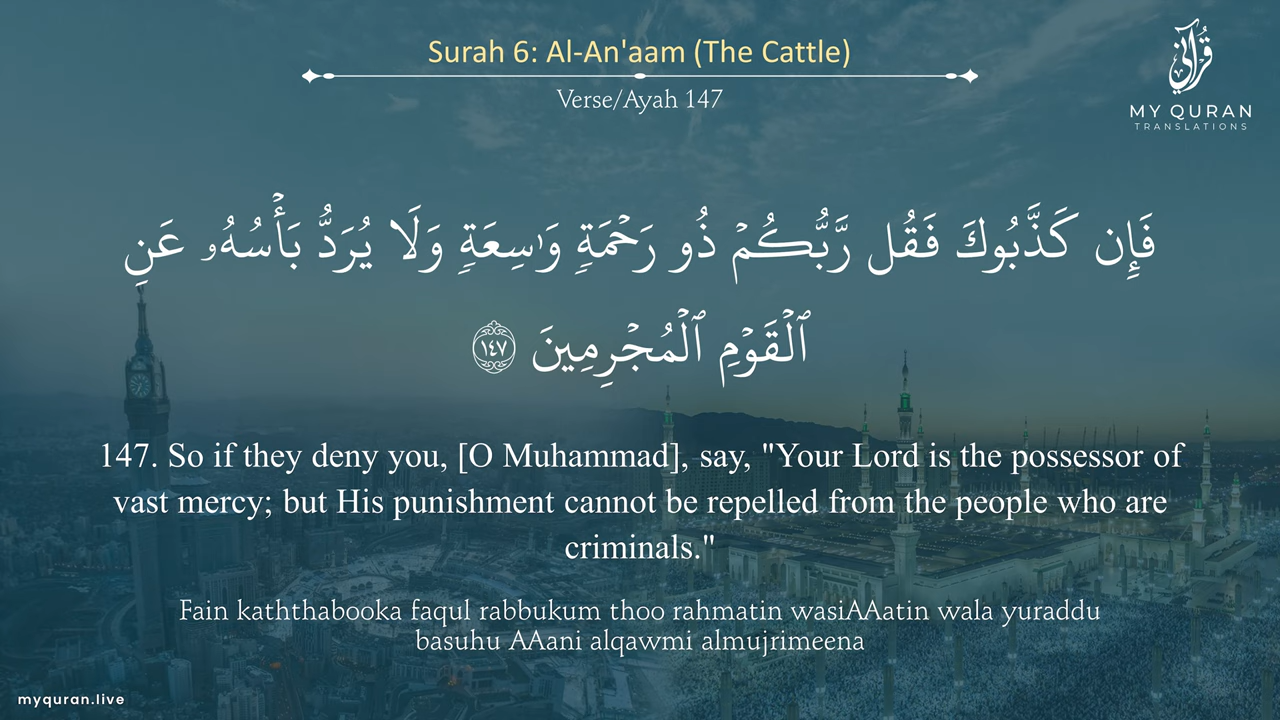 Surah 6: Al-An'aam (The Cattle)
Verse/Ayah 147
قرآني
MY QURAN
TRANSLATIONS
فَإِن كَذَّبُوكَ فَقُل رَّبُّكُمْ ذُو رَحْمَةٍ وَٰسِعَةٍ وَلَا يُرَدُّ بَأْسُهُۥ عَنِ
ٱلْقَوْمِ ٱلْمُجْرِمِينَ ١٤٧
147. So if they deny you, [O Muhammad], say, "Your Lord is the possessor of
vast mercy; but His punishment cannot be repelled from the people who are
criminals."
Fain kaththabooka faqul rabbukum thoo rahmatin wasiAAatin wala yuraddu
basuhu AAani alqawmi almujrimeena
myquran.live